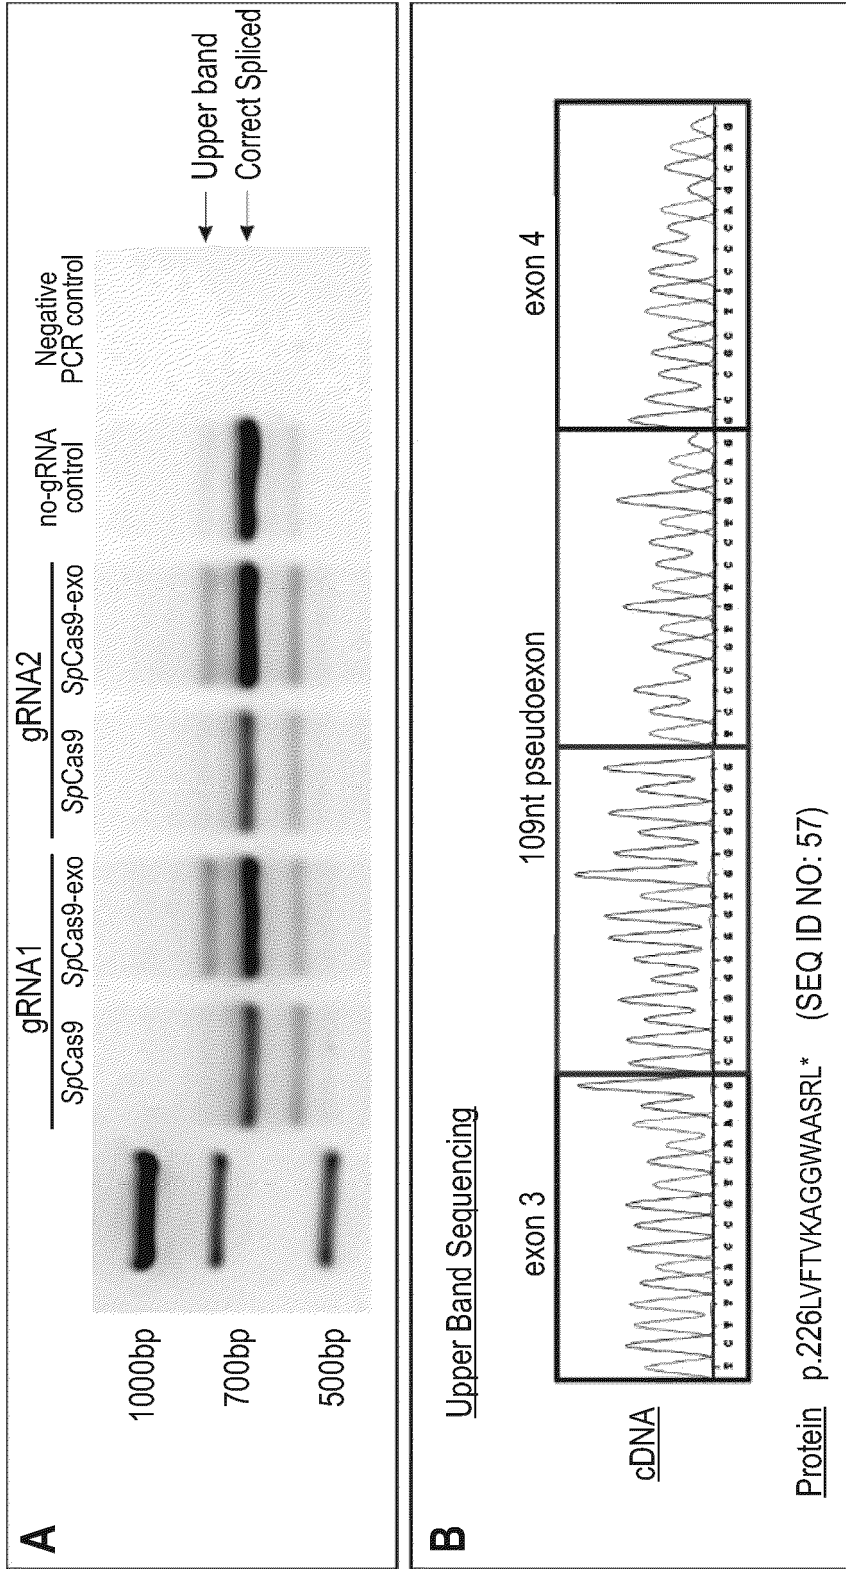 A
gRNA1
gRNA2
SpCas9
SpCas9-exo
SpCas9
SpCas9-exo
no-gRNA control
Negative PCR control
1000bp
700bp
500bp
Upper band
Correct Spliced
B
Upper Band Sequencing
exon 3
109nt pseudoexon
exon 4
cDNA
T C T T C A C C G T C A A G G
C C G G G G G G T G G G C G G
T C C C G T G T C C T G C A G
G C C G C T G C C C A G C A G
Protein p.226LVFTVKAGGWAASRL* (SEQ ID NO: 57)